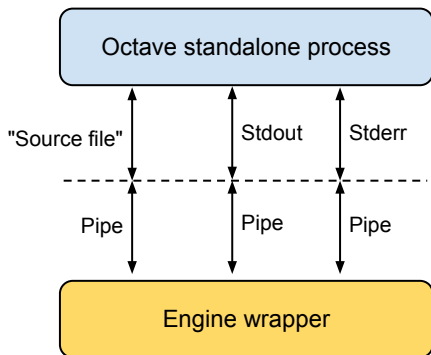 Octave standalone process
"Source file"
Stdout
Stderr
Pipe
Pipe
Pipe
Engine wrapper